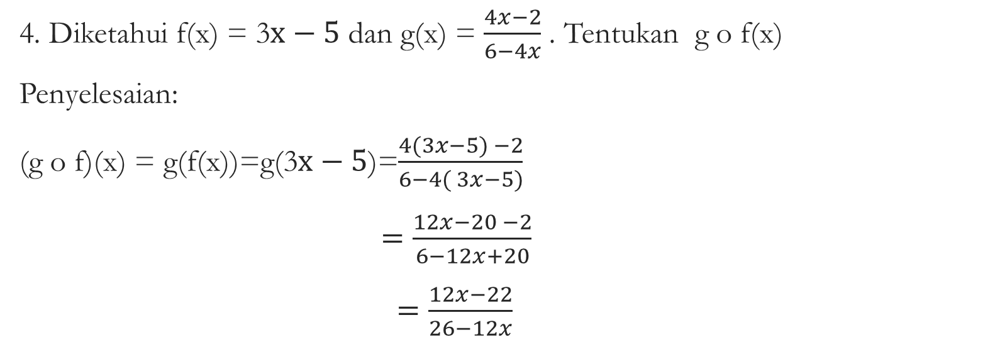 4. Diketahui f(x) = 3x − 5 dan g(x) = \frac{4x−2}{6−4x} . Tentukan g o f(x)
Penyelesaian:
(g o f)(x) = g(f(x))=g(3x − 5)=\frac{4(3x−5) −2}{6−4( 3x−5)}
= \frac{12x−20 −2}{6−12x+20}
= \frac{12x−22}{26−12x}